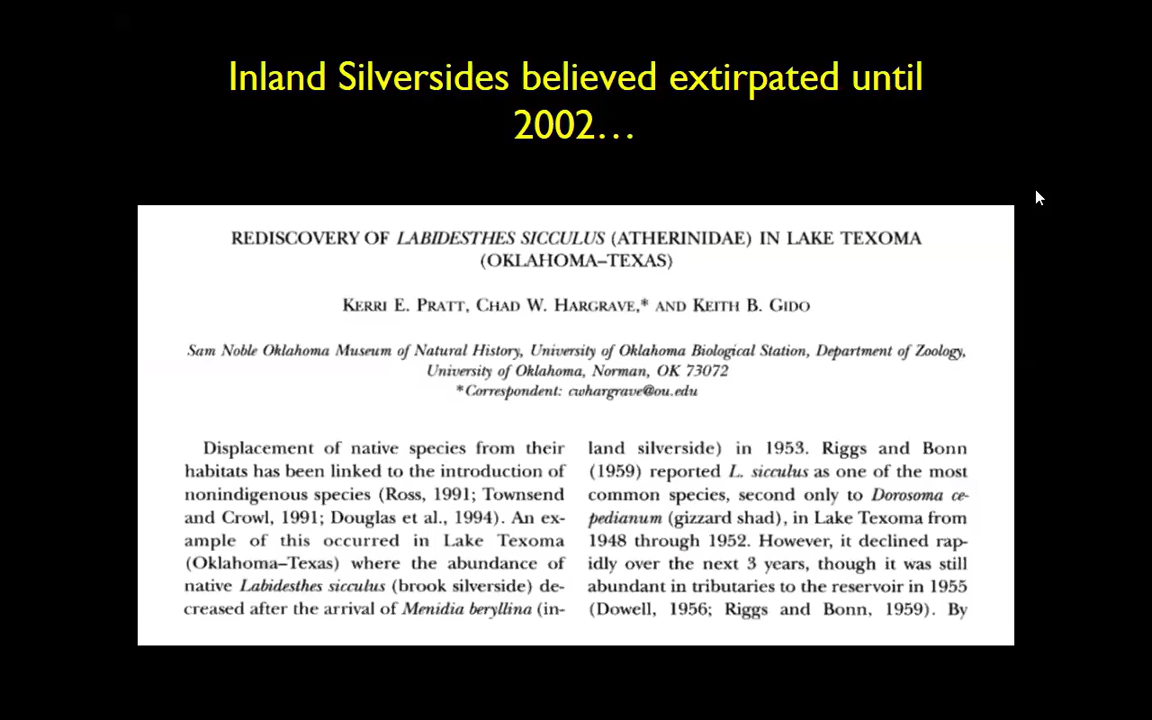 Inland Silversides believed extirpated until
2002...
REDISCOVERY OF LABIDESTHES SICCULUS (ATHERINIDAE) IN LAKE TEXOMA
(OKLAHOMA–TEXAS)
KERRI E. PRATT, CHAD W. HARGRAVE,* AND KEITH B. GIDO
Sam Noble Oklahoma Museum of Natural History, University of Oklahoma Biological Station, Department of Zoology,
University of Oklahoma, Norman, OK 73072
*Correspondent: cwhargrave@ou.edu
Displacement of native species from their
habitats has been linked to the introduction of
nonindigenous species (Ross, 1991; Townsend
and Crowl, 1991; Douglas et al., 1994). An ex-
ample of this occurred in Lake Texoma
(Oklahoma–Texas) where the abundance of
native Labidesthes sicculus (brook silverside) de-
creased after the arrival of Menidia beryllina (in-
land silverside) in 1953. Riggs and Bonn
(1959) reported L. sicculus as one of the most
common species, second only to Dorosoma ce-
pedianum (gizzard shad), in Lake Texoma from
1948 through 1952. However, it declined rap-
idly over the next 3 years, though it was still
abundant in tributaries to the reservoir in 1955
(Dowell, 1956; Riggs and Bonn, 1959). By